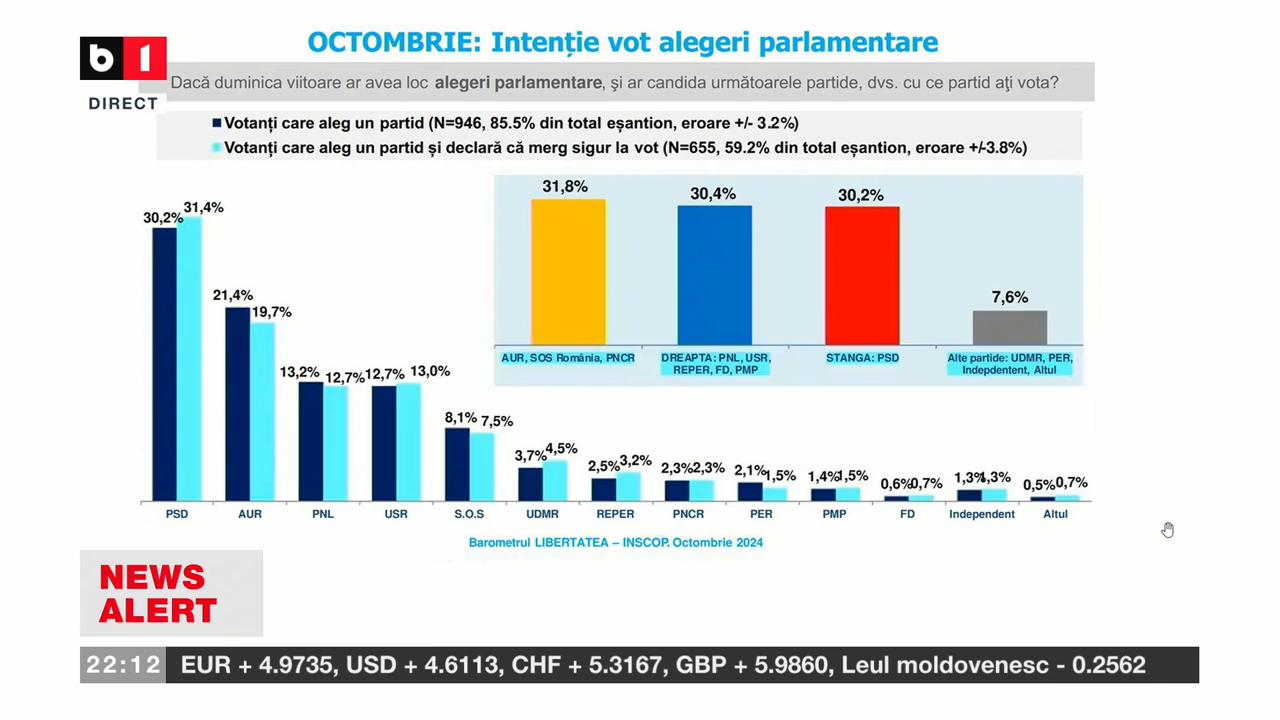 OCTOMBRIE: Intenție vot alegeri parlamentare
b1
DIRECT
Dacă duminica viitoare ar avea loc alegeri parlamentare, şi ar candida următoarele partide, dvs. cu ce partid aţi vota?
Votanți care aleg un partid (N=946, 85.5% din total eșantion, eroare +/- 3.2%)
Votanți care aleg un partid și declară că merg sigur la vot (N=655, 59.2% din total eșantion, eroare +/-3.8%)
31,8% 30,4% 30,2% 7,6%
AUR, SOS România, PNCR
DREAPTA: PNL, USR,
REPER, FD, PMP
STANGA: PSD
Alte partide: UDMR, PER,
Indepdentent, Altul
30,2% 31,4%
21,4% 19,7%
13,2% 12,7%
12,7% 13,0%
8,1% 7,5%
3,7% 4,5%
2,5% 3,2%
2,3% 2,3%
2,1% 1,5%
1,4% 1,5%
0,6% 0,7%
1,3% 1,3%
0,5% 0,7%
PSD AUR PNL USR S.O.S UDMR REPER PNCR PER PMP FD Independent Altul
Barometrul LIBERTATEA – INSCOP. Octombrie 2024
NEWS
ALERT
22:12 EUR + 4.9735, USD + 4.6113, CHF + 5.3167, GBP + 5.9860, Leul moldovenesc - 0.2562